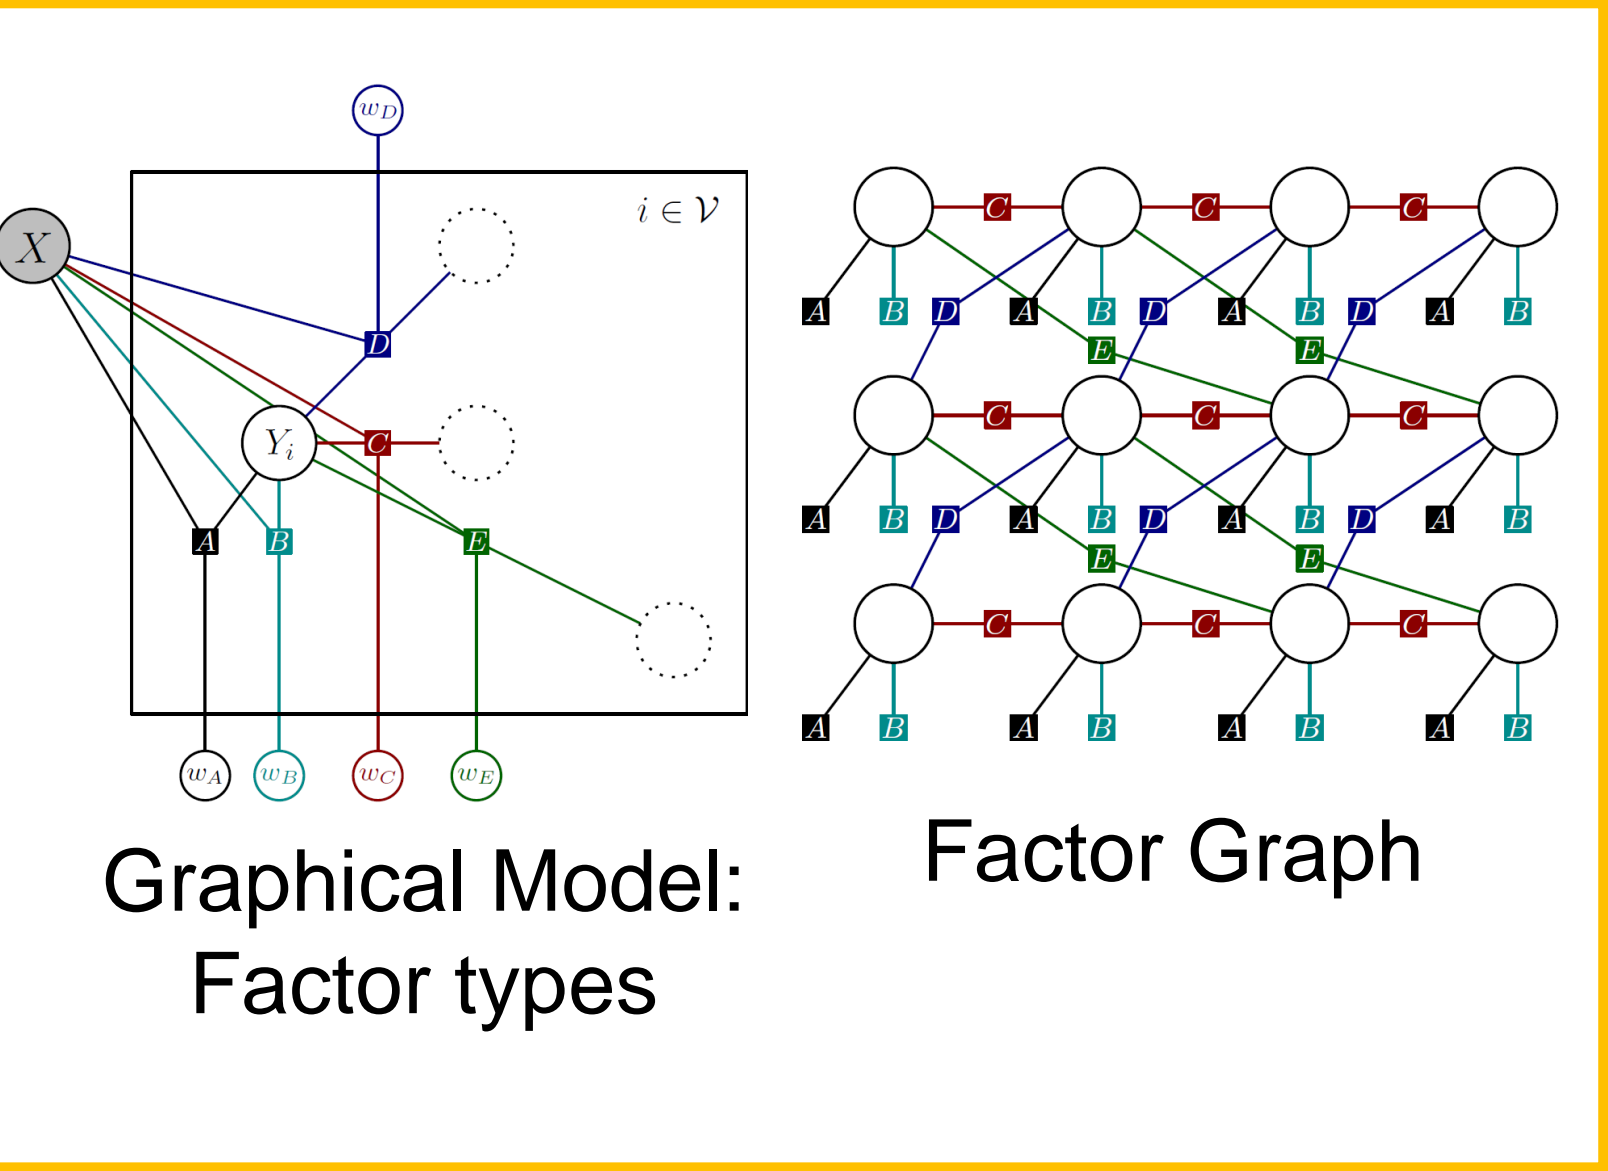 w_D
i ∈ 𝒱
X
D
Y_i
C
A
B
E
w_A
w_B
w_C
w_E
Graphical Model:
Factor types
C C C
A B D A B D A B D A B
E E
C C C
A B D A B D A B D A B
E E
C C C
A B A B A B A B
Factor Graph